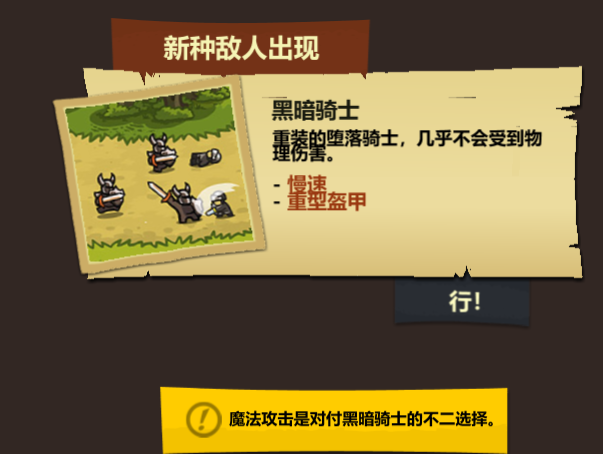 新种敌人出现
黑暗骑士
重装的堕落骑士，几乎不会受到物
理伤害。
- 慢速
- 重型盔甲
行！
魔法攻击是对付黑暗骑士的不二选择。